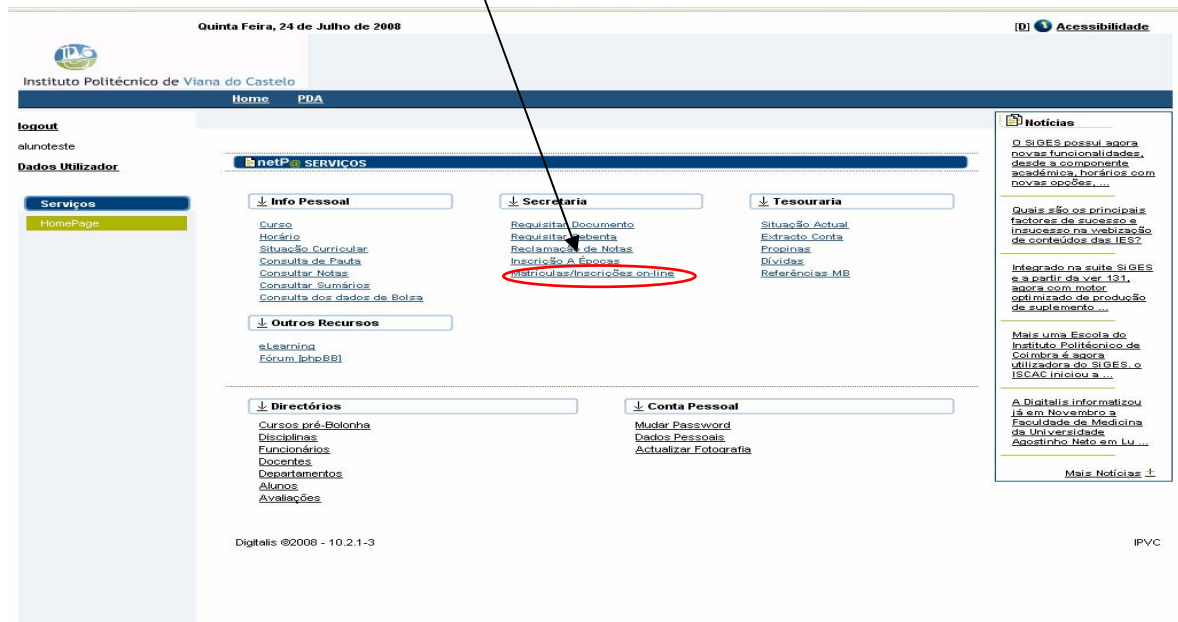 Quinta Feira, 24 de Julho de 2008
[D] Acessibilidade
IPVC
Instituto Politécnico de Viana do Castelo
Home PDA
logout
alunoteste
Dados Utilizador
Serviços
HomePage
netP@ SERVIÇOS
Info Pessoal
Curso
Horário
Situação Curricular
Consulta de Pauta
Consultar Notas
Consultar Sumários
Consulta dos dados de Bolsa
Secretaria
Requisitar Documento
Requisitar Sebenta
Reclamação de Notas
Inscrição A Épocas
Matriculas/Inscrições on-line
Tesouraria
Situação Actual
Extracto Conta
Propinas
Dívidas
Referências MB
Outros Recursos
eLearning
Fórum [phpBB]
Directórios
Cursos pré-Bolonha
Disciplinas
Funcionários
Docentes
Departamentos
Alunos
Avaliações
Conta Pessoal
Mudar Password
Dados Pessoais
Actualizar Fotografia
Notícias
O SiGES possui agora
novas funcionalidades,
desde a componente
académica, horários com
novas opções, ...
Quais são os principais
factores de sucesso e
insucesso na webização
de conteúdos das IES?
Integrado na suite SiGES
e a partir da ver 131,
agora com motor
optimizado de produção
de suplemento ...
Mais uma Escola do
Instituto Politécnico de
Coimbra é agora
utilizadora do SiGES. o
ISCAC iniciou a ...
A Digitalis informatizou
já em Novembro a
Faculdade de Medicina
da Universidade
Agostinho Neto em Lu ...
Mais Notícias +
Digitalis ©2008 - 10.2.1-3
IPVC